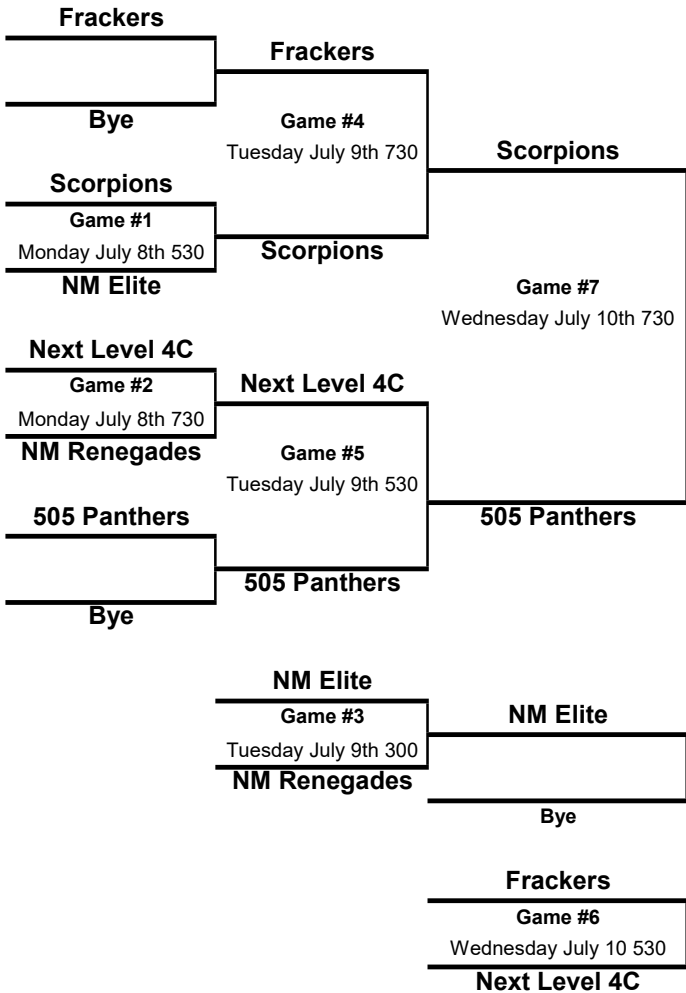 Frackers
Frackers
Bye
Game #4
Tuesday July 9th 730
Scorpions
Scorpions
Game #1
Monday July 8th 530
Scorpions
NM Elite
Game #7
Wednesday July 10th 730
Next Level 4C
Game #2
Next Level 4C
Monday July 8th 730
NM Renegades
Game #5
Tuesday July 9th 530
505 Panthers
505 Panthers
505 Panthers
Bye
NM Elite
Game #3
NM Elite
Tuesday July 9th 300
NM Renegades
Bye
Frackers
Game #6
Wednesday July 10 530
Next Level 4C